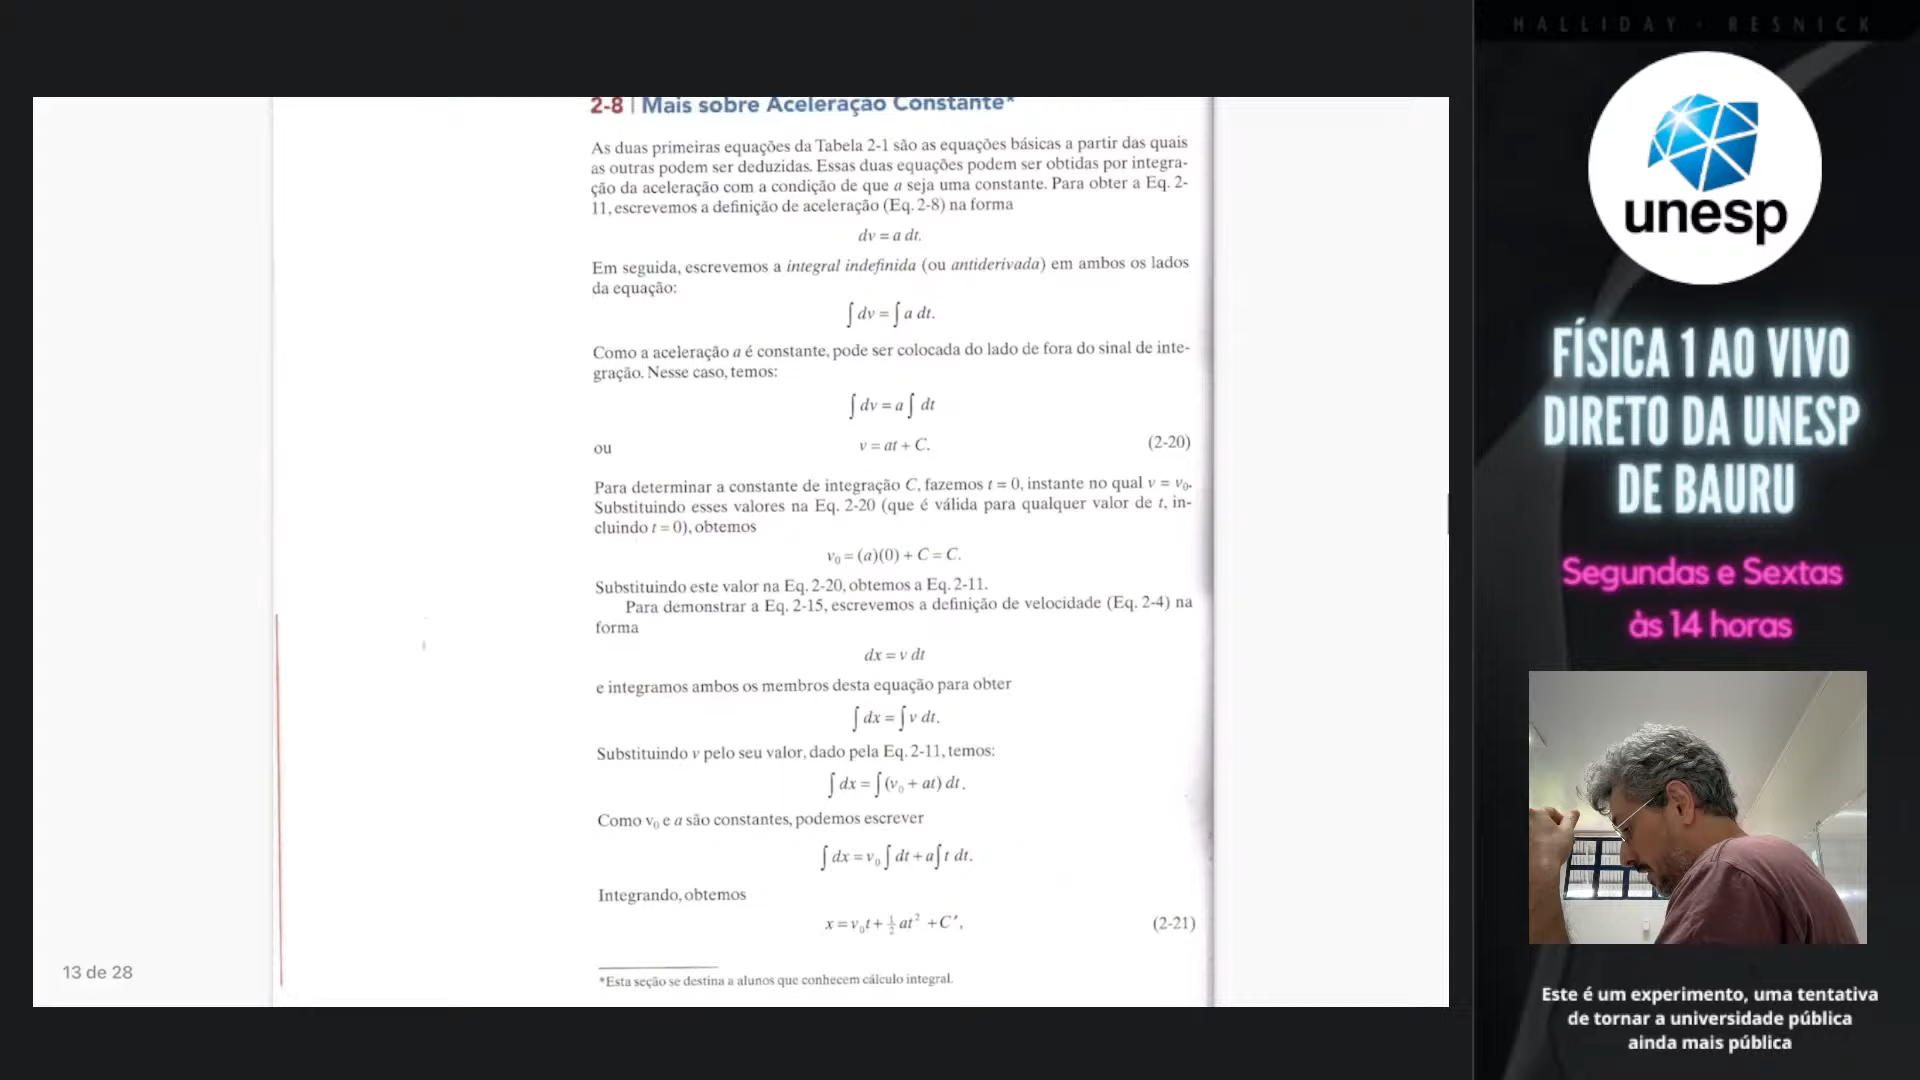 2-8 | Mais sobre Aceleração Constante*
As duas primeiras equações da Tabela 2-1 são as equações básicas a partir das quais
as outras podem ser deduzidas. Essas duas equações podem ser obtidas por integra-
ção da aceleração com a condição de que a seja uma constante. Para obter a Eq. 2-
11, escrevemos a definição de aceleração (Eq. 2-8) na forma
dv = a dt.
Em seguida, escrevemos a integral indefinida (ou antiderivada) em ambos os lados
da equação:
∫ dv = ∫ a dt.
Como a aceleração a é constante, pode ser colocada do lado de fora do sinal de inte-
gração. Nesse caso, temos:
∫ dv = a ∫ dt
ou v = at + C. (2-20)
Para determinar a constante de integração C, fazemos t = 0, instante no qual v = v₀.
Substituindo esses valores na Eq. 2-20 (que é válida para qualquer valor de t, in-
cluindo t = 0), obtemos
v₀ = (a)(0) + C = C.
Substituindo este valor na Eq. 2-20, obtemos a Eq. 2-11.
Para demonstrar a Eq. 2-15, escrevemos a definição de velocidade (Eq. 2-4) na
forma
dx = v dt
e integramos ambos os membros desta equação para obter
∫ dx = ∫ v dt.
Substituindo v pelo seu valor, dado pela Eq. 2-11, temos:
∫ dx = ∫ (v₀ + at) dt.
Como v₀ e a são constantes, podemos escrever
∫ dx = v₀ ∫ dt + a ∫ t dt.
Integrando, obtemos
x = v₀t + ½ at² + C′, (2-21)
*Esta seção se destina a alunos que conhecem cálculo integral.
13 de 28
HALLIDAY • RESNICK
unesp
FÍSICA 1 AO VIVO
DIRETO DA UNESP
DE BAURU
Segundas e Sextas
às 14 horas
Este é um experimento, uma tentativa
de tornar a universidade pública
ainda mais pública